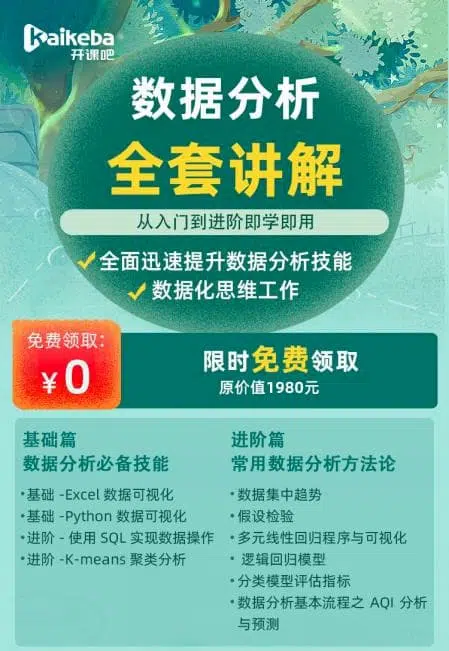 Kaikeba
开课吧
数据分析
全套讲解
从入门到进阶即学即用
全面迅速提升数据分析技能
数据化思维工作
免费领取:
¥0
限时免费领取
原价值1980元
基础篇
数据分析必备技能
·基础 -Excel 数据可视化
·基础 -Python 数据可视化
·进阶 - 使用 SQL 实现数据操作
·进阶 -K-means 聚类分析
进阶篇
常用数据分析方法论
·数据集中趋势
·假设检验
·多元线性回归程序与可视化
·逻辑回归模型
·分类模型评估指标
·数据分析基本流程之 AQI 分析
与预测